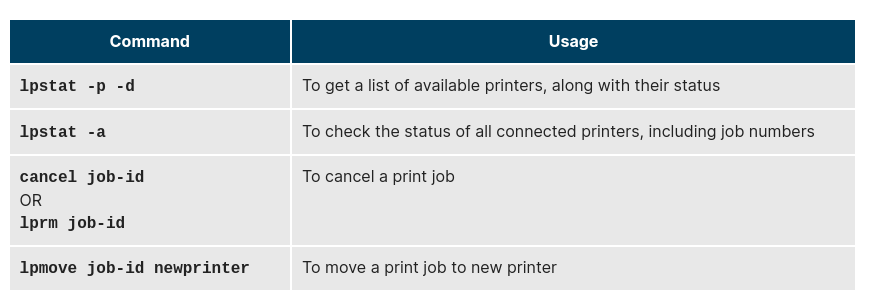 Command Usage
lpstat -p -d To get a list of available printers, along with their status
lpstat -a To check the status of all connected printers, including job numbers
cancel job-id To cancel a print job
OR
lprm job-id
lpmove job-id newprinter To move a print job to new printer